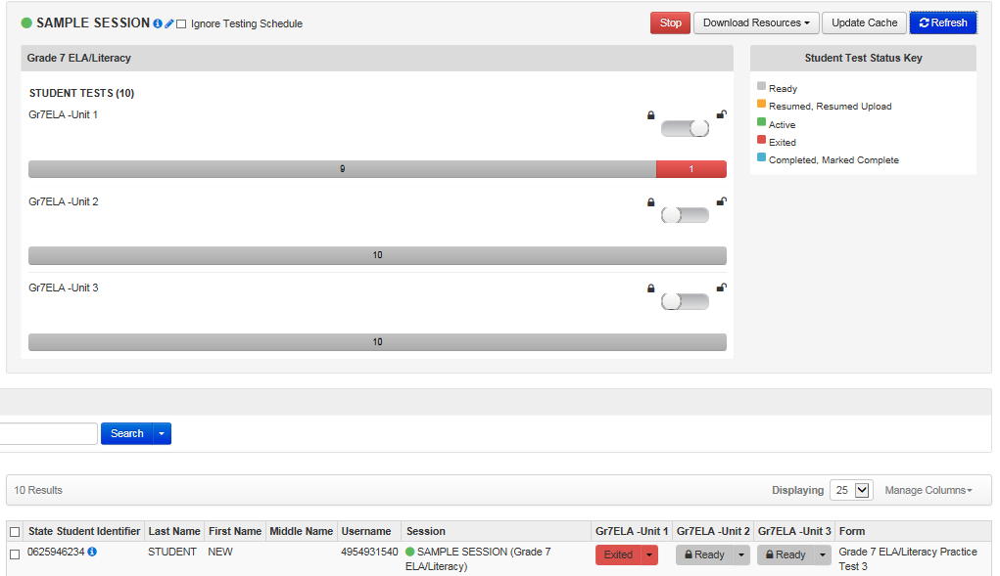 SAMPLE SESSION Ignore Testing Schedule Stop Download Resources Update Cache Refresh
Grade 7 ELA/Literacy
Student Test Status Key
STUDENT TESTS (10)
Ready
Resumed, Resumed Upload
Active
Exited
Completed, Marked Complete
Gr7ELA -Unit 1
9 1
Gr7ELA -Unit 2
10
Gr7ELA -Unit 3
10
Search
10 Results Displaying 25 Manage Columns
State Student Identifier Last Name First Name Middle Name Username Session Gr7ELA -Unit 1 Gr7ELA -Unit 2 Gr7ELA -Unit 3 Form
0625946234 STUDENT NEW 4954931540 SAMPLE SESSION (Grade 7 Exited Ready Ready Grade 7 ELA/Literacy Practice
ELA/Literacy) Test 3